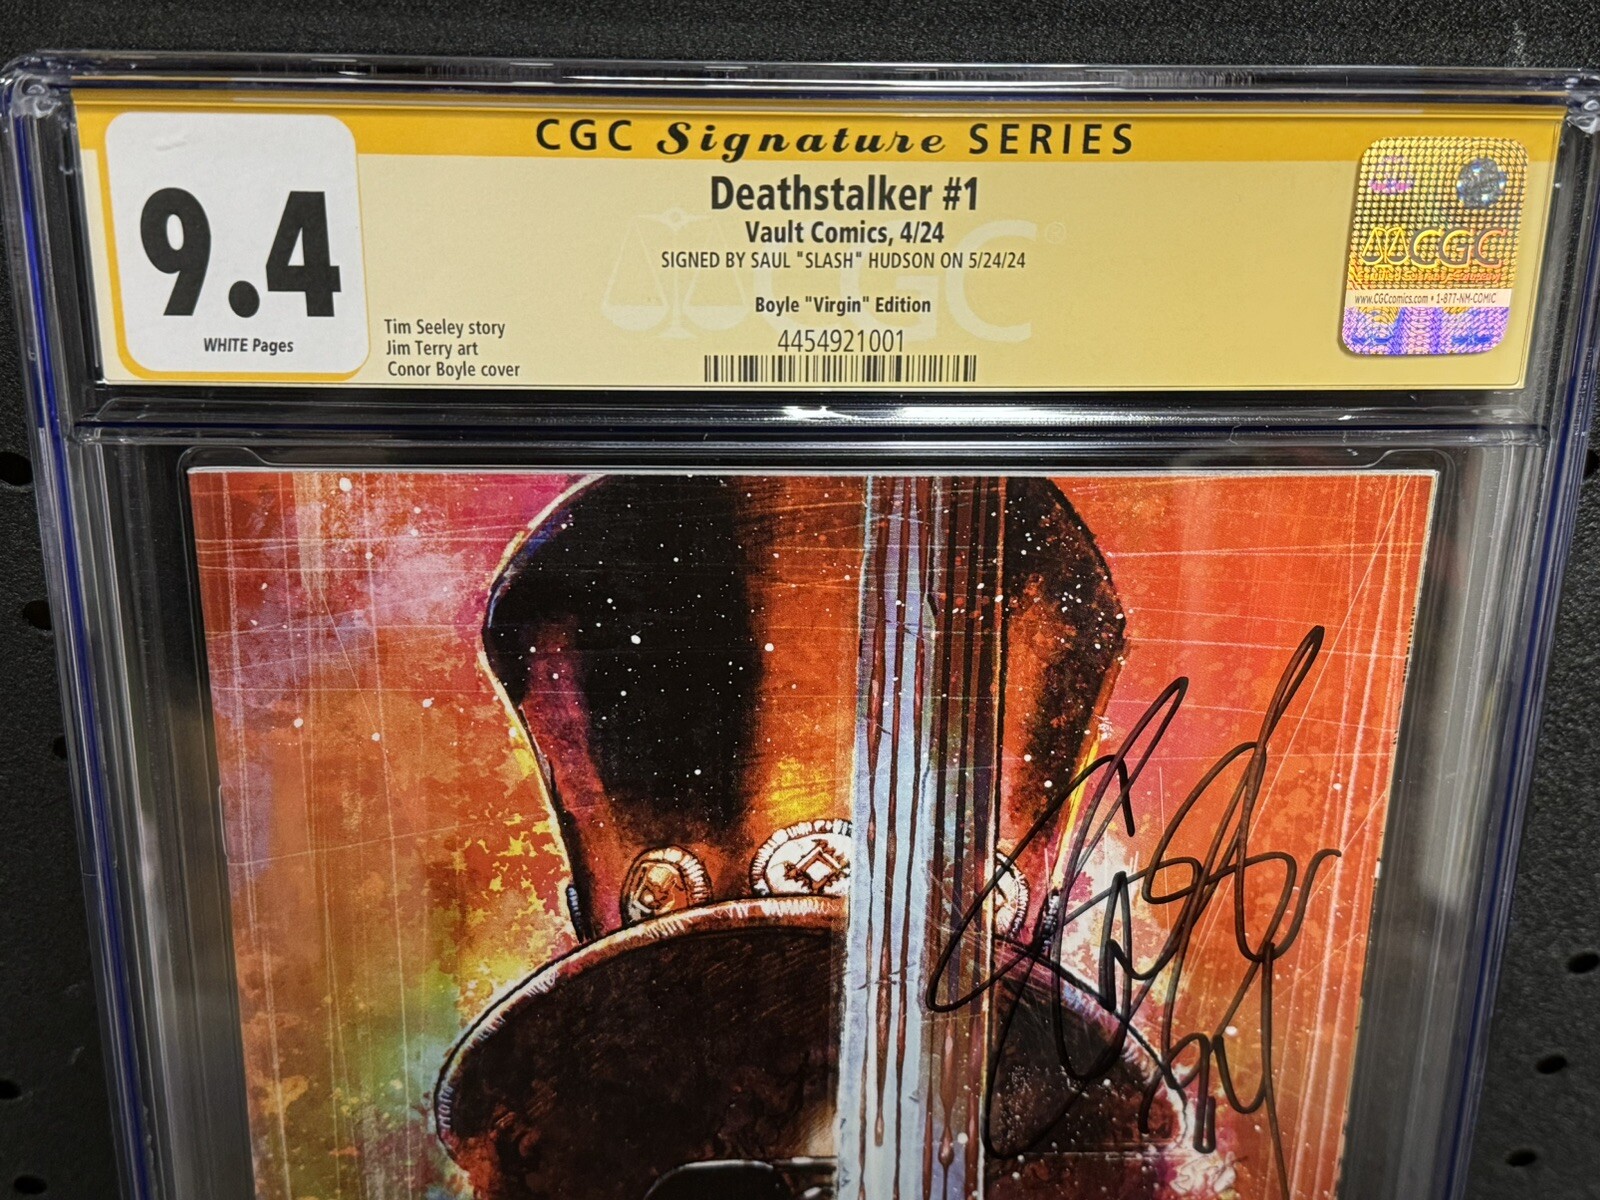 CGC Signature SERIES
9.4
WHITE Pages
Deathstalker #1
Vault Comics, 4/24
SIGNED BY SAUL "SLASH" HUDSON ON 5/24/24
Boyle "Virgin" Edition
4454921001
Tim Seeley story
Jim Terry art
Conor Boyle cover
CGC
www.CGCcomics.com • 1-877-NM-COMIC
CGC